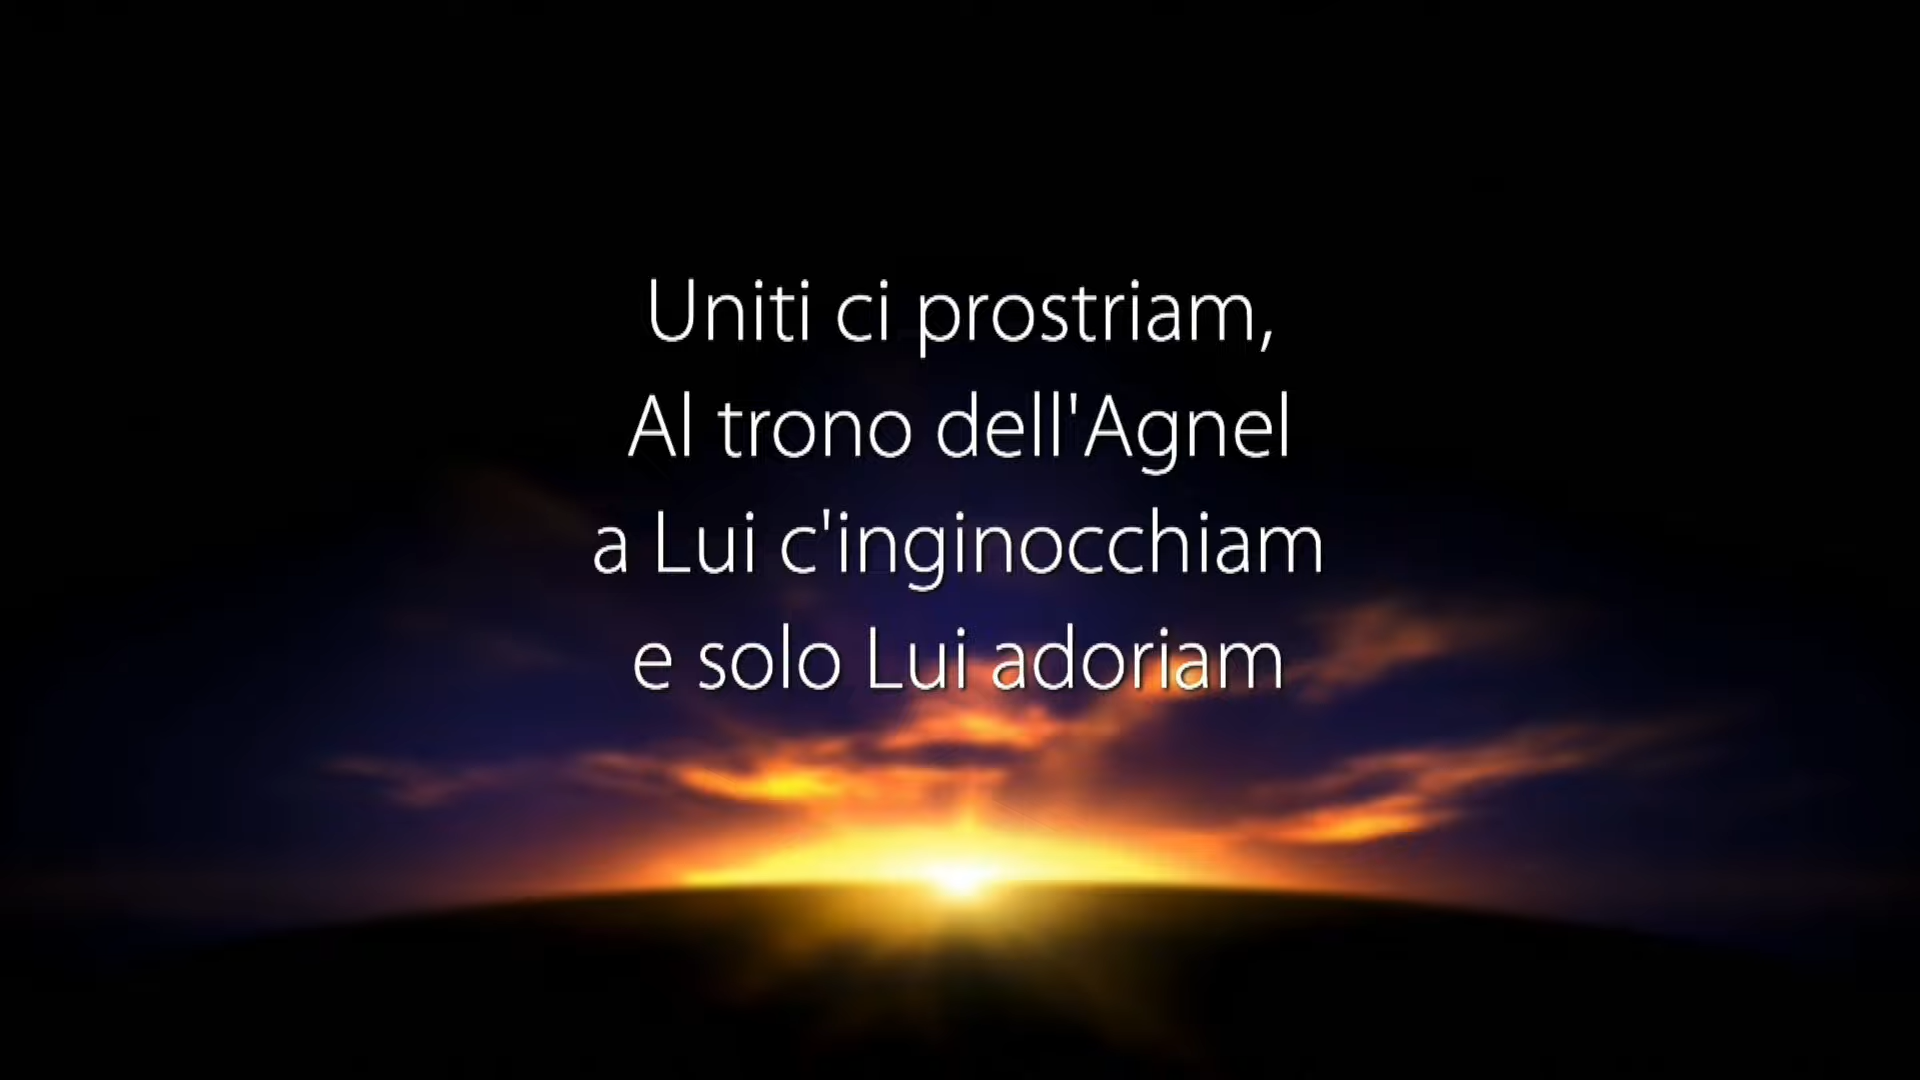 Uniti ci prostriam,
Al trono dell'Agnel
a Lui c'inginocchiam
e solo Lui adoriam